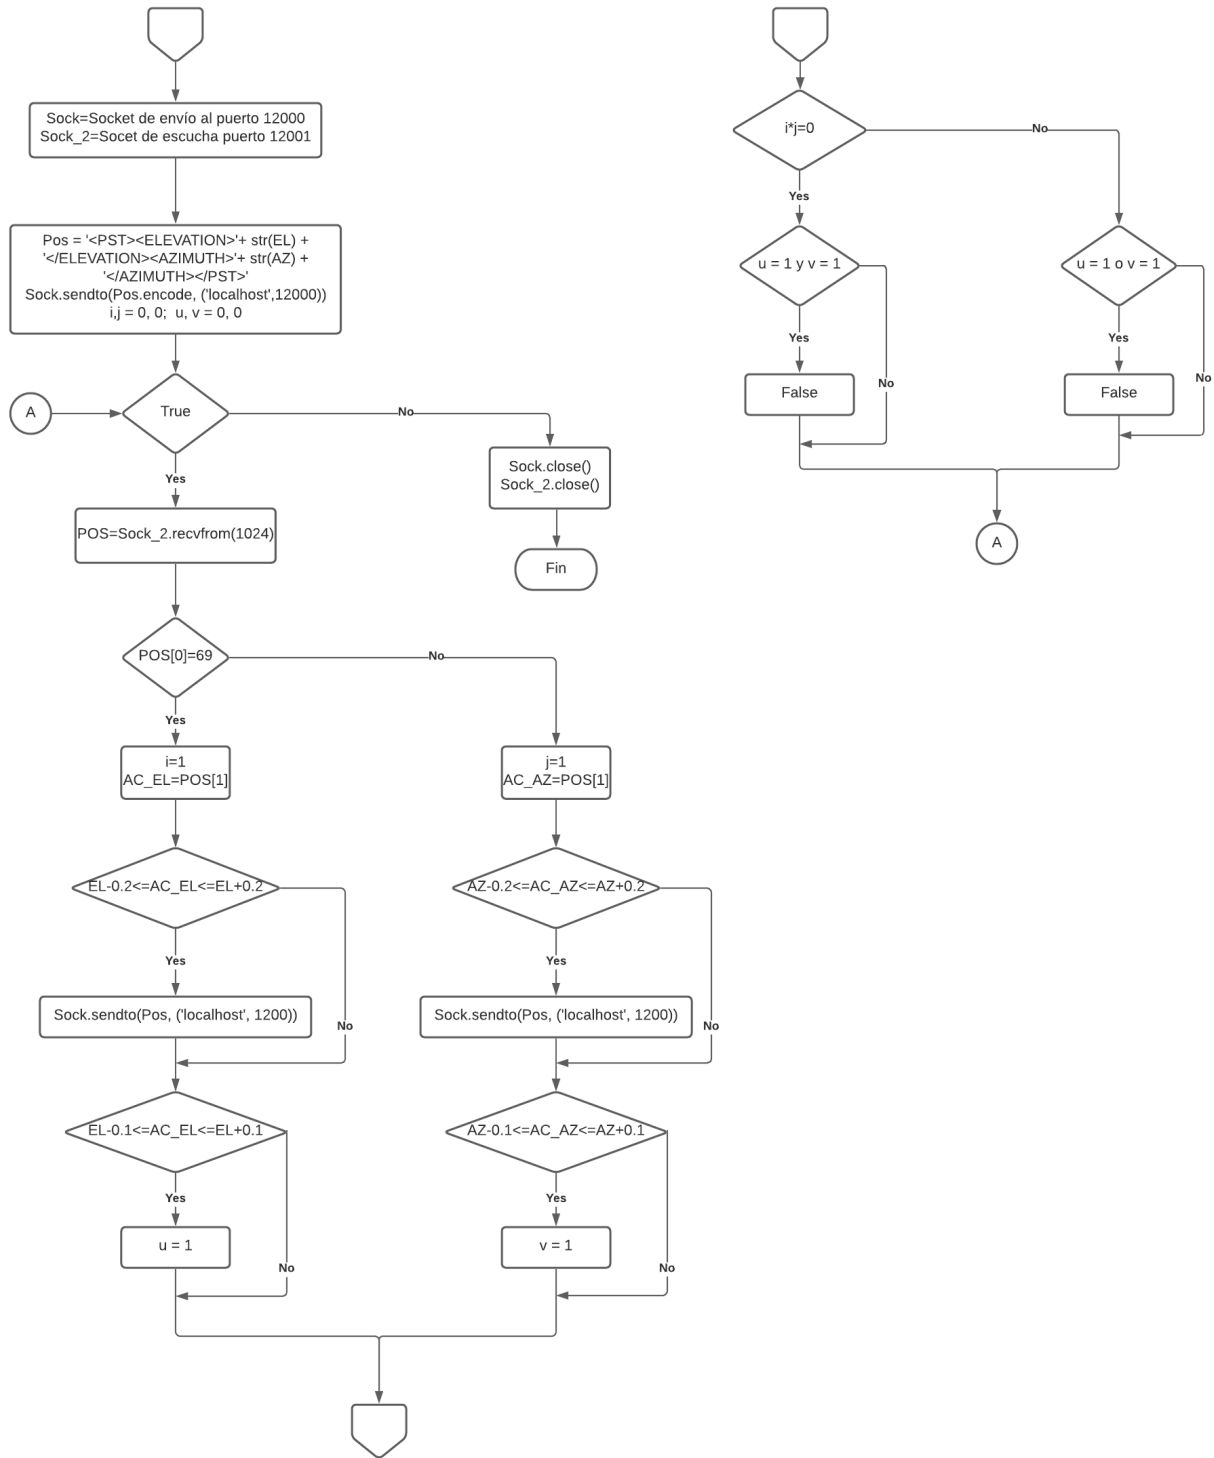 Sock=Socket de envío al puerto 12000
Sock_2=Socet de escucha puerto 12001
Pos = '<PST><ELEVATION>'+ str(EL) +
'</ELEVATION><AZIMUTH>'+ str(AZ) +
'</AZIMUTH></PST>'
Sock.sendto(Pos.encode, ('localhost',12000))
i,j = 0, 0;  u, v = 0, 0
A
True
No
Yes
Sock.close()
Sock_2.close()
Fin
POS=Sock_2.recvfrom(1024)
POS[0]=69
No
Yes
i=1
AC_EL=POS[1]
j=1
AC_AZ=POS[1]
EL-0.2<=AC_EL<=EL+0.2
AZ-0.2<=AC_AZ<=AZ+0.2
Yes
Yes
Sock.sendto(Pos, ('localhost', 1200))
No
Sock.sendto(Pos, ('localhost', 1200))
No
EL-0.1<=AC_EL<=EL+0.1
AZ-0.1<=AC_AZ<=AZ+0.1
Yes
Yes
u = 1
No
v = 1
No
i*j=0
No
Yes
u = 1 y v = 1
u = 1 o v = 1
Yes
Yes
False
No
False
No
A